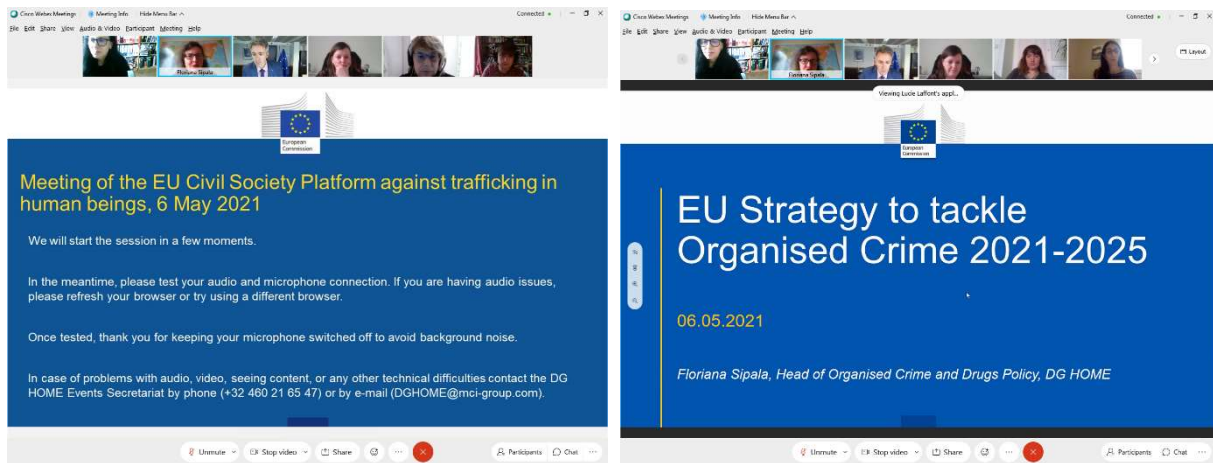 Cisco Webex Meetings Meeting Info Hide Menu Bar Connected
File Edit Share View Audio & Video Participant Meeting Help
Floriana Sipala
European
Commission
Meeting of the EU Civil Society Platform against trafficking in
human beings, 6 May 2021
We will start the session in a few moments.
In the meantime, please test your audio and microphone connection. If you are having audio issues,
please refresh your browser or try using a different browser.
Once tested, thank you for keeping your microphone switched off to avoid background noise.
In case of problems with audio, video, seeing content, or any other technical difficulties contact the DG
HOME Events Secretariat by phone (+32 460 21 65 47) or by e-mail (DGHOME@mci-group.com).
Unmute Stop video Share Participants Chat
Cisco Webex Meetings Meeting Info Hide Menu Bar Connected
File Edit Share View Audio & Video Participant Meeting Help
Floriana Sipala
Layout
Viewing Lucie Laffont's appl...
European
Commission
EU Strategy to tackle
Organised Crime 2021-2025
06.05.2021
Floriana Sipala, Head of Organised Crime and Drugs Policy, DG HOME
Unmute Stop video Share Participants Chat